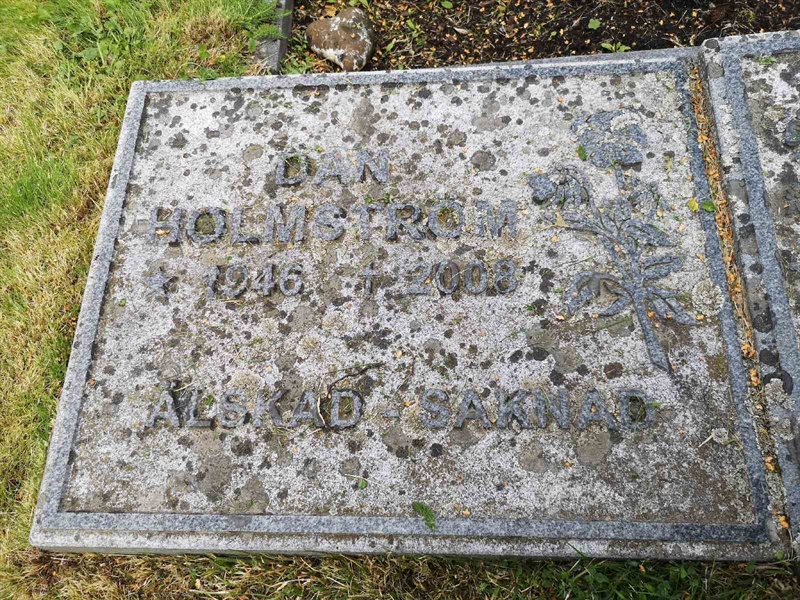 DAN
HOLMSTRÖM
* 1946 † 2008
ÄLSKAD - SAKNAD